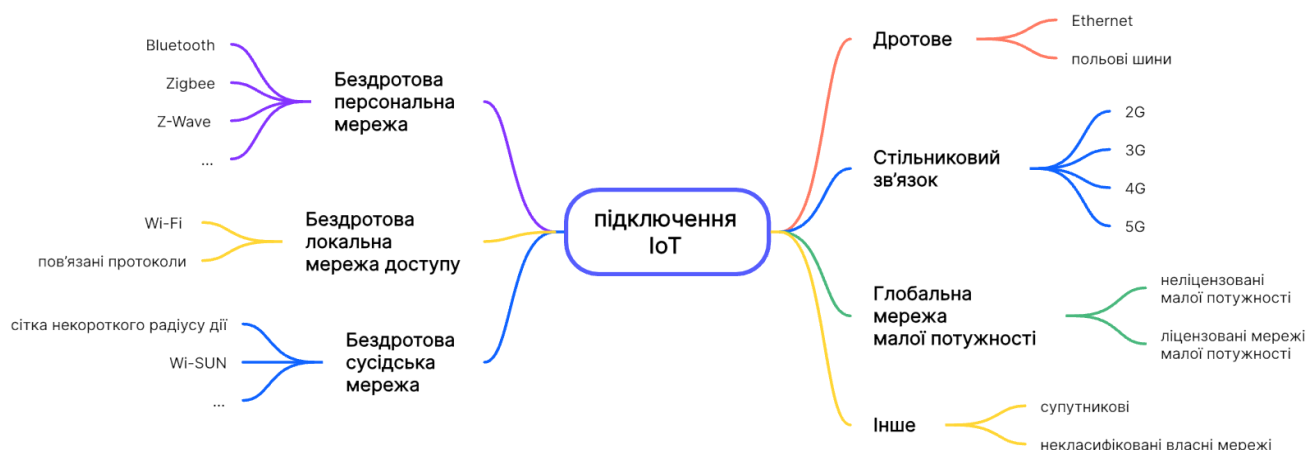 підключення
IoT
Бездротова
персональна
мережа
Bluetooth
Zigbee
Z-Wave
...
Бездротова
локальна
мережа доступу
Wi-Fi
пов’язані протоколи
Бездротова
сусідська
мережа
сітка некороткого радіусу дії
Wi-SUN
...
Дротове
Ethernet
польові шини
Стільниковий
зв’язок
2G
3G
4G
5G
Глобальна
мережа
малої потужності
неліцензовані
малої потужності
ліцензовані мережі
малої потужності
Інше
супутникові
некласифіковані власні мережі